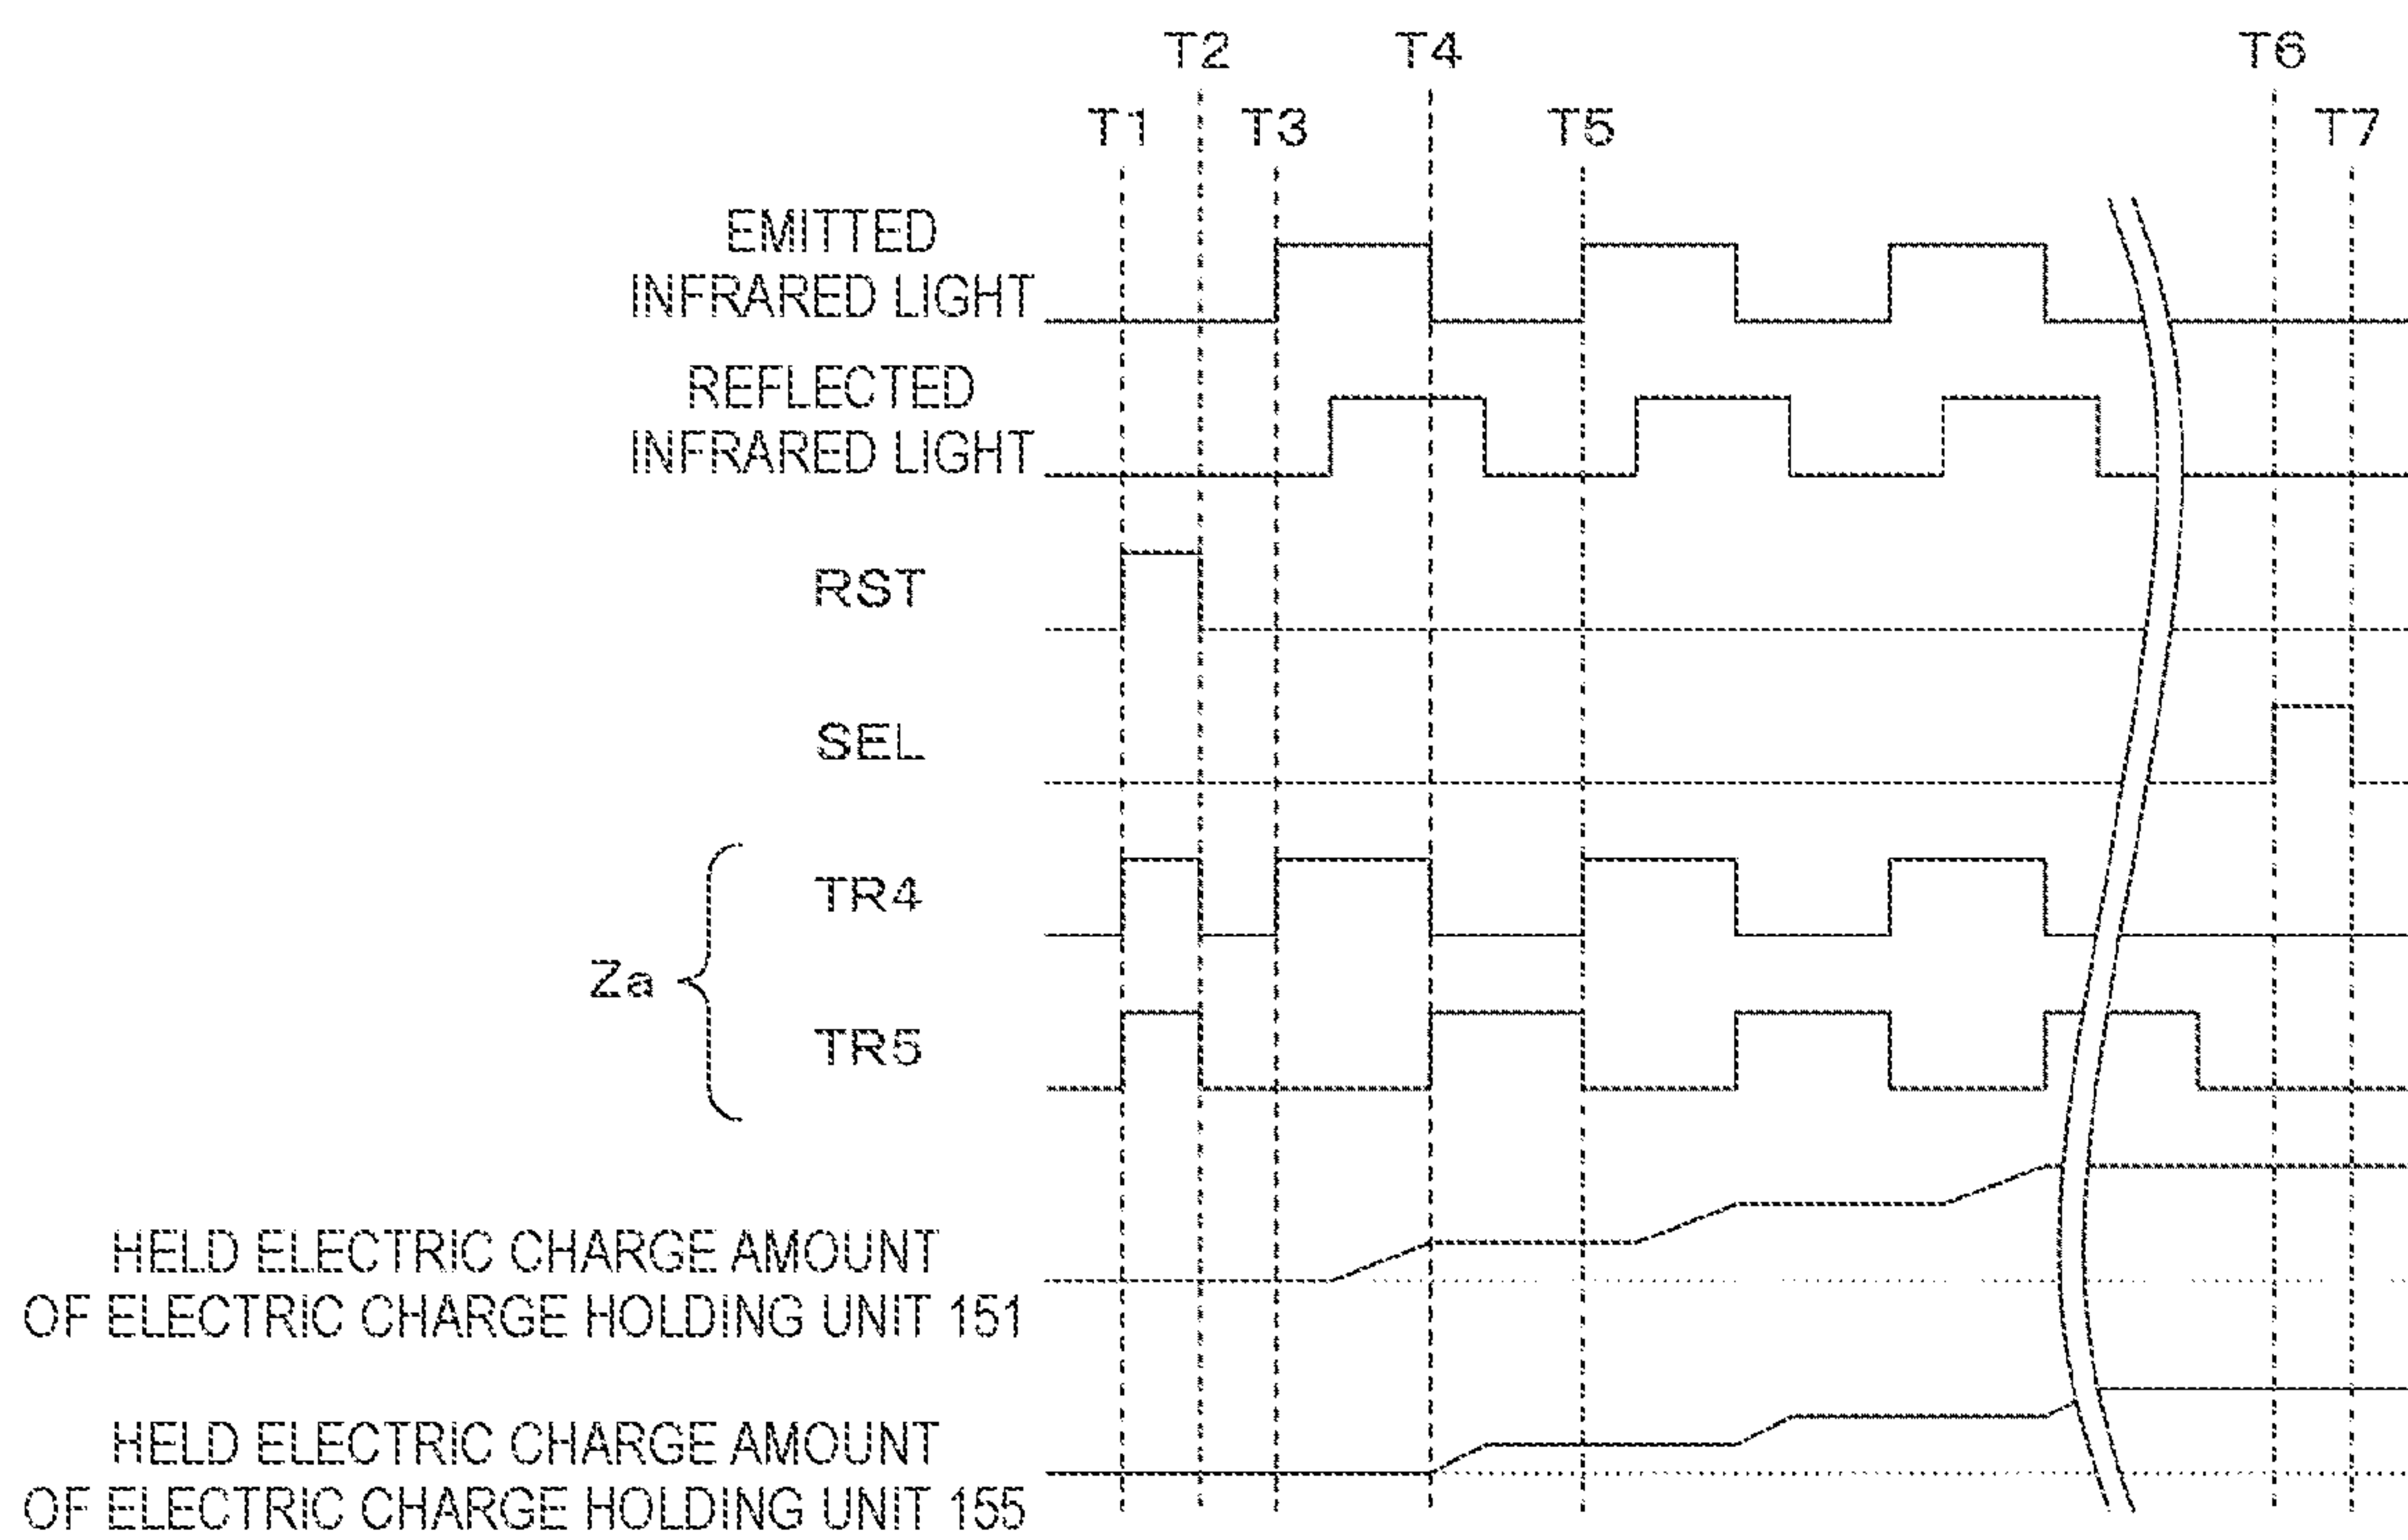 T2 T4 T6
T1 T3 T5 T7
EMITTED
INFRARED LIGHT
REFLECTED
INFRARED LIGHT
RST
SEL
TR4
Za
TR5
HELD ELECTRIC CHARGE AMOUNT
OF ELECTRIC CHARGE HOLDING UNIT 151
HELD ELECTRIC CHARGE AMOUNT
OF ELECTRIC CHARGE HOLDING UNIT 155